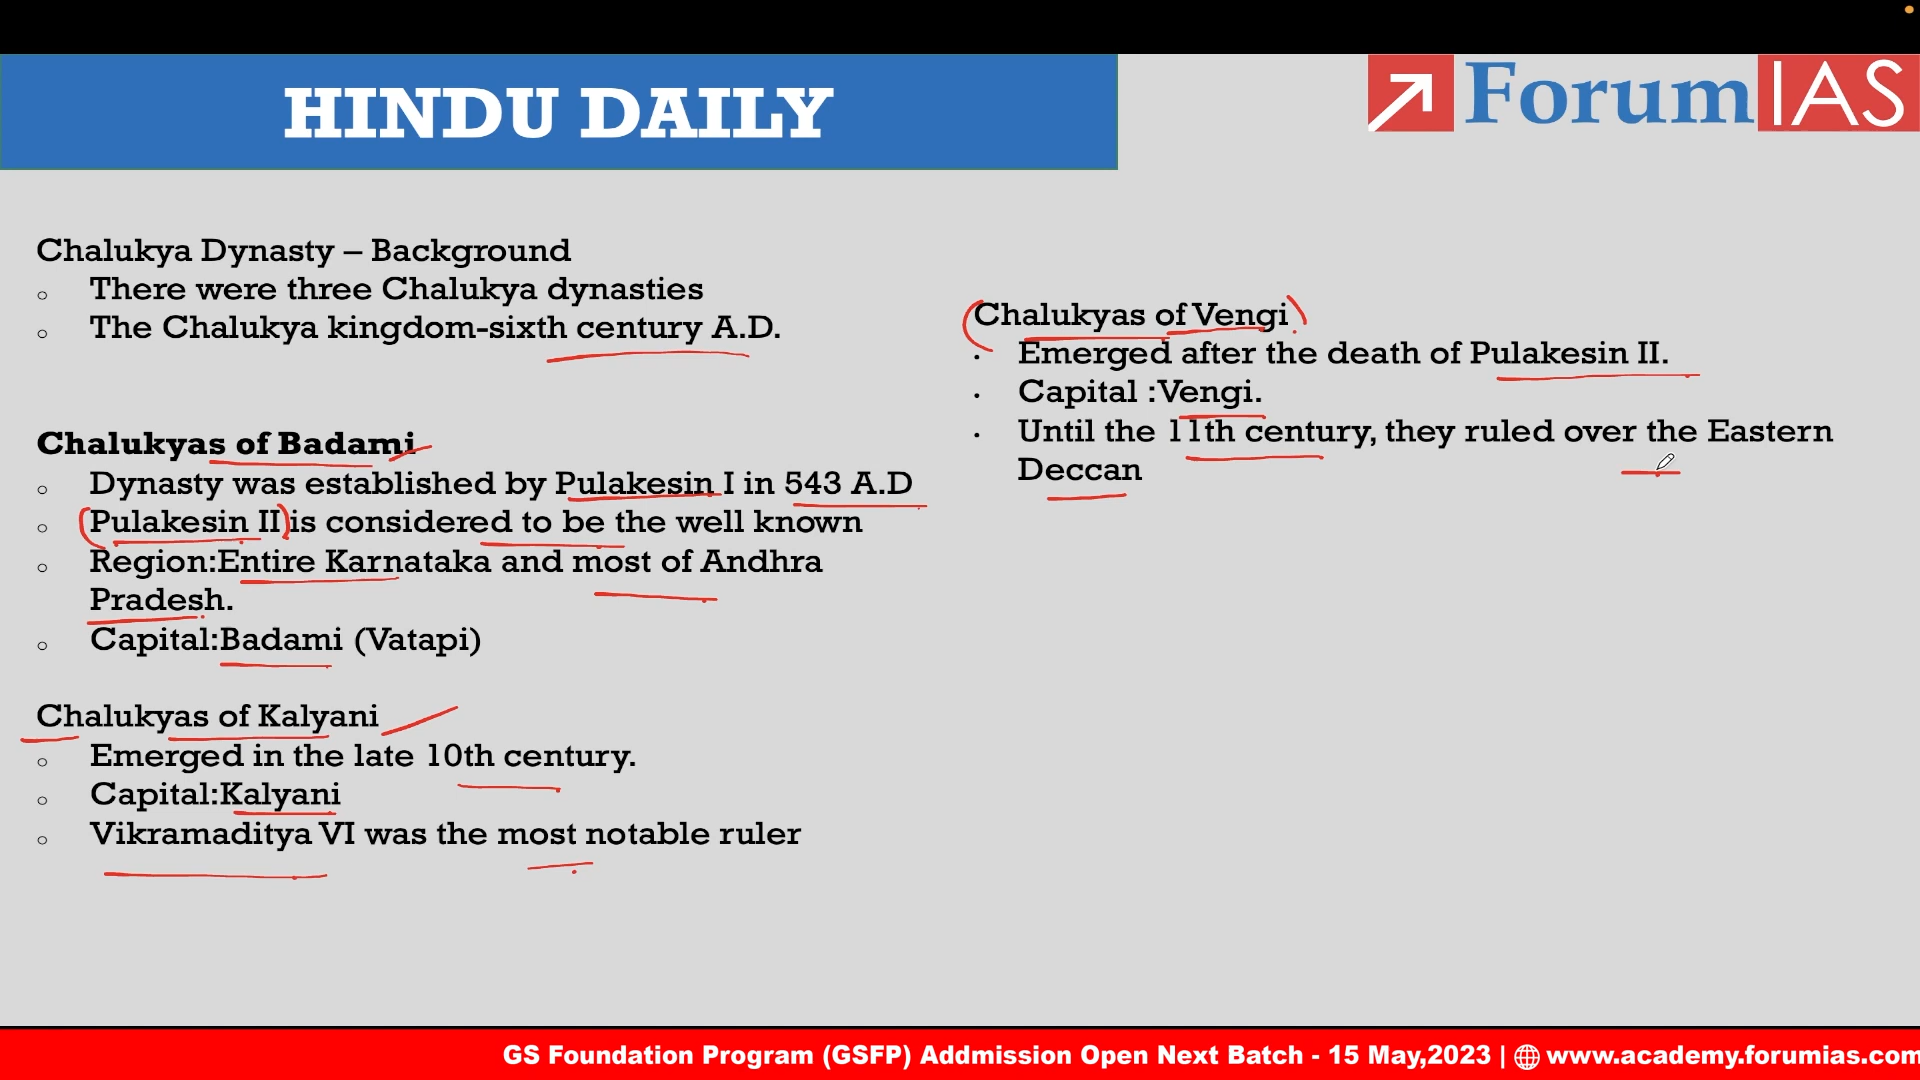 HINDU DAILY
ForumIAS
Chalukya Dynasty – Background
There were three Chalukya dynasties
The Chalukya kingdom-sixth century A.D.
Chalukyas of Badami
Dynasty was established by Pulakesin I in 543 A.D
Pulakesin II is considered to be the well known
Region:Entire Karnataka and most of Andhra
Pradesh.
Capital:Badami (Vatapi)
Chalukyas of Kalyani
Emerged in the late 10th century.
Capital:Kalyani
Vikramaditya VI was the most notable ruler
Chalukyas of Vengi
Emerged after the death of Pulakesin II.
Capital :Vengi.
Until the 11th century, they ruled over the Eastern
Deccan
GS Foundation Program (GSFP) Addmission Open Next Batch - 15 May,2023 | www.academy.forumias.com